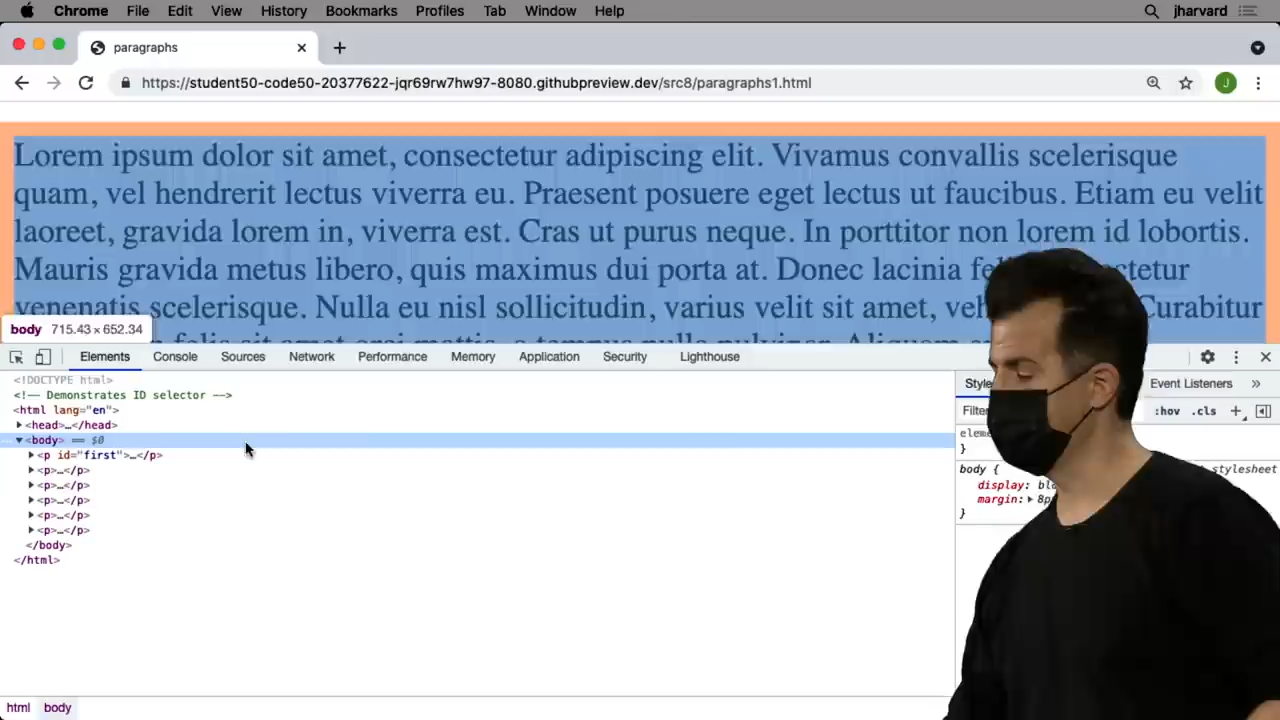 Chrome File Edit View History Bookmarks Profiles Tab Window Help jharvard
paragraphs
https://student50-code50-20377622-jqr69rw7hw97-8080.githubpreview.dev/src8/paragraphs1.html J
Lorem ipsum dolor sit amet, consectetur adipiscing elit. Vivamus convallis scelerisque
quam, vel hendrerit lectus viverra eu. Praesent posuere eget lectus ut faucibus. Etiam eu velit
laoreet, gravida lorem in, viverra est. Cras ut purus neque. In porttitor non lorem id lobortis.
Mauris gravida metus libero, quis maximus dui porta at. Donec lacinia
venenatis scelerisque. Nulla eu nisl sollicitudin, varius velit sit amet, Curabitur
body 715.43 × 652.34
Elements Console Sources Network Performance Memory Application Security Lighthouse
<!DOCTYPE html>
<!-- Demonstrates ID selector -->
<html lang="en">
<head>…</head>
<body> == $0
<p id="first">…</p>
<p>…</p>
<p>…</p>
<p>…</p>
<p>…</p>
<p>…</p>
</body>
</html>
Event Listeners »
:hov .cls +
}
body { stylesheet
display:
margin: 8p
}
html body